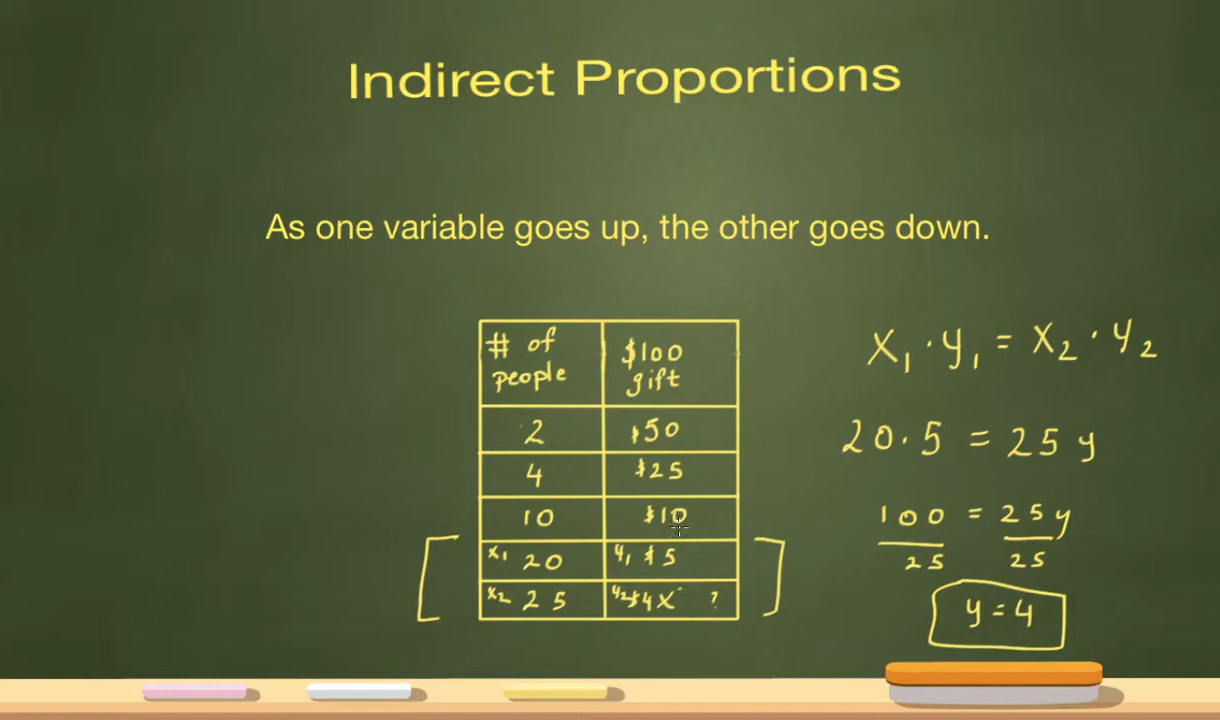 Indirect Proportions
As one variable goes up, the other goes down.
# of people
$100 gift
2 $50
4 $25
10 $10
x₁ 20 y₁ $5
x₂ 25 y₂ $4 x ?
x₁ · y₁ = x₂ · y₂
20 · 5 = 25 y
100 = 25y
25 25
y = 4